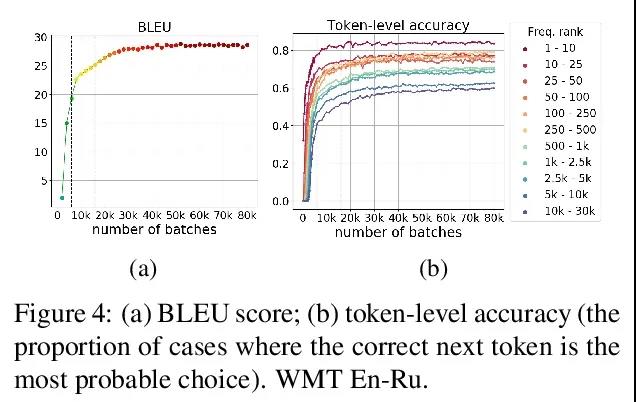 BLEU
30
25
20
15
10
5
0 10k 20k 30k 40k 50k 60k 70k 80k
number of batches
(a)
Token-level accuracy
0.8
0.6
0.4
0.2
0.0
0 10k 20k 30k 40k 50k 60k 70k 80k
number of batches
(b)
Freq. rank
1 - 10
10 - 25
25 - 50
50 - 100
100 - 250
250 - 500
500 - 1k
1k - 2.5k
2.5k - 5k
5k - 10k
10k - 30k
Figure 4: (a) BLEU score; (b) token-level accuracy (the
proportion of cases where the correct next token is the
most probable choice). WMT En-Ru.